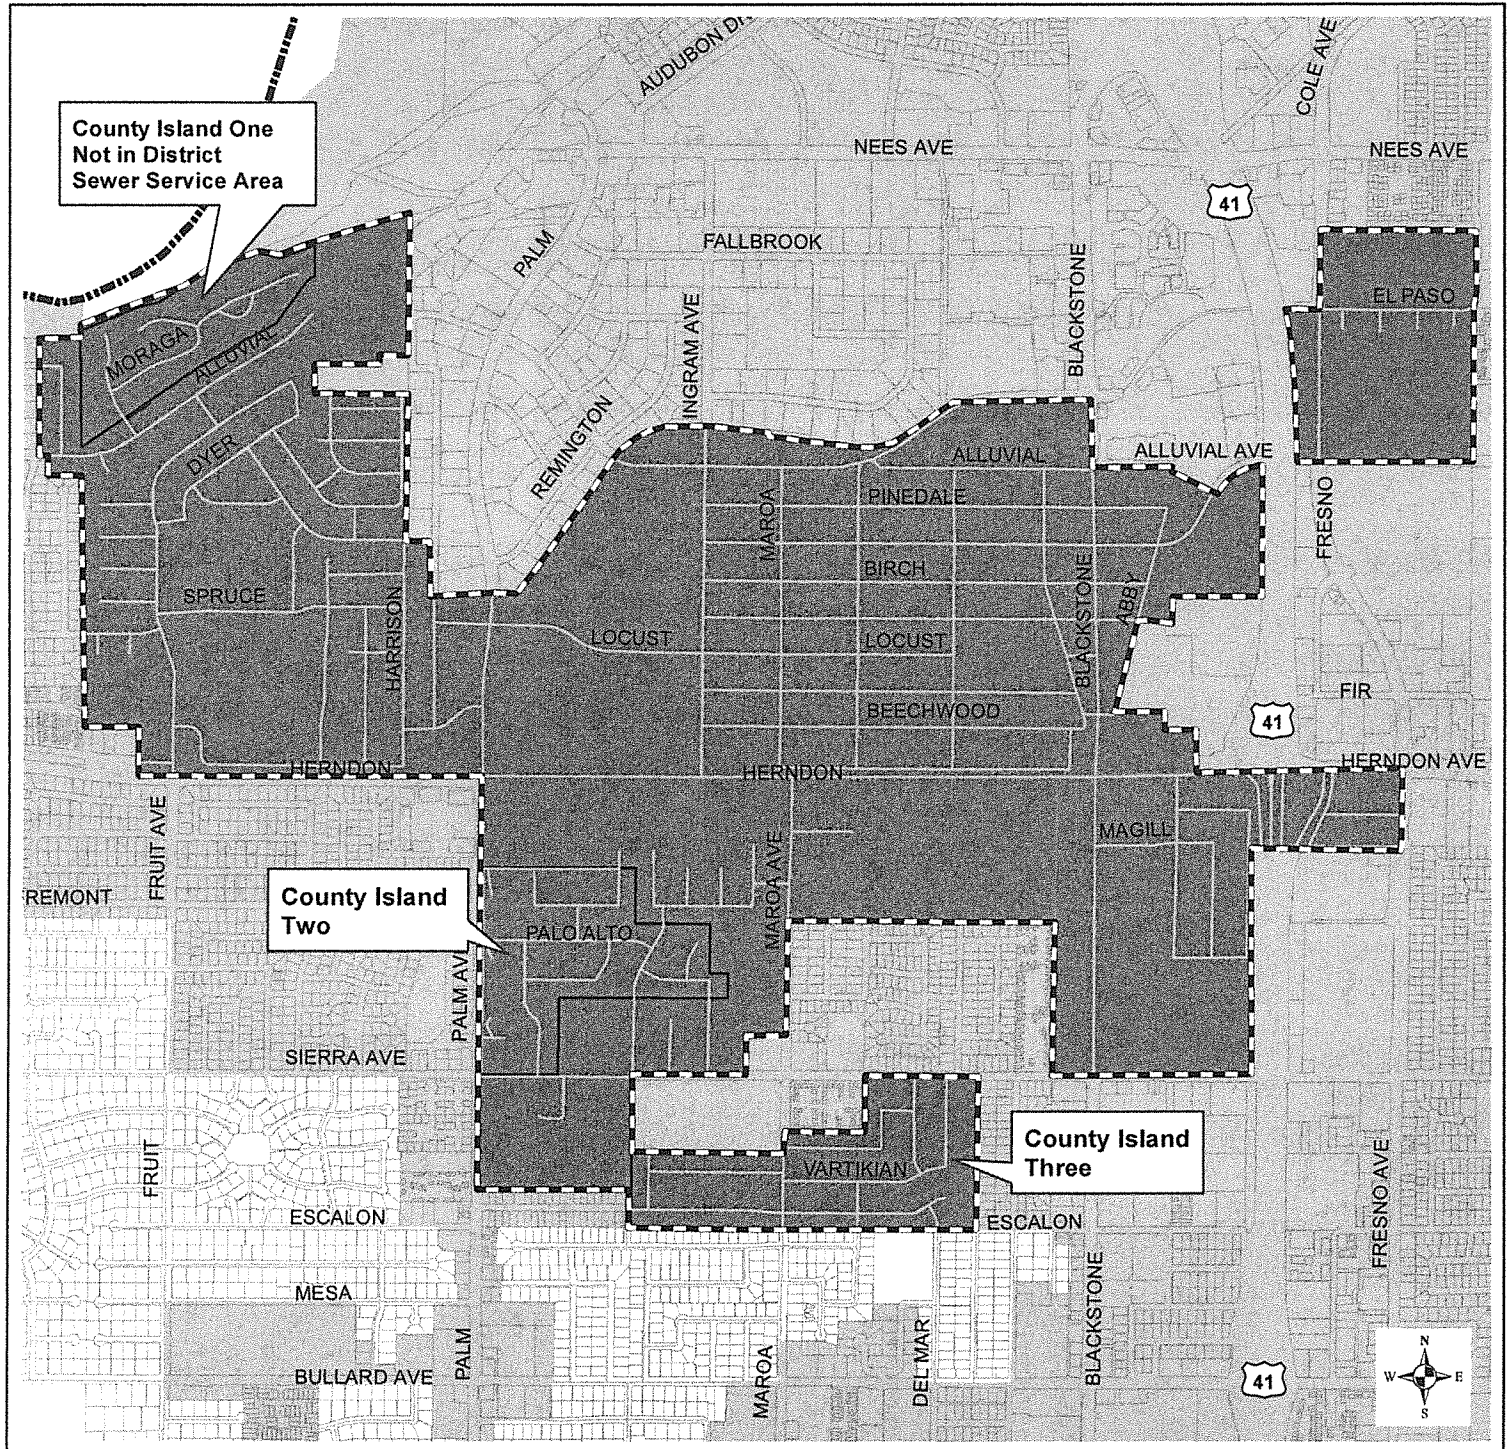 AUDUBON DR
COLE AVE
County Island One
Not in District
Sewer Service Area
NEES AVE
NEES AVE
41
PALM
FALLBROOK
BLACKSTONE
EL PASO
MORAGA
ALLUVIAL
INGRAM AVE
REMINGTON
DYER
ALLUVIAL
ALLUVIAL AVE
PINEDALE
MAROA
FRESNO
BIRCH
SPRUCE
HARRISON
LOCUST
LOCUST
BLACKSTONE
ABBY
BEECHWOOD
FIR
41
HERNDON
HERNDON
HERNDON AVE
FRUIT AVE
MAGILL
REMONT
County Island
Two
PALO ALTO
MAROA AVE
PALM AV
SIERRA AVE
County Island
Three
VARTIKIAN
FRUIT
ESCALON
ESCALON
FRESNO AVE
MESA
BLACKSTONE
BULLARD AVE
PALM
MAROA
DEL MAR
41
N
W E
S